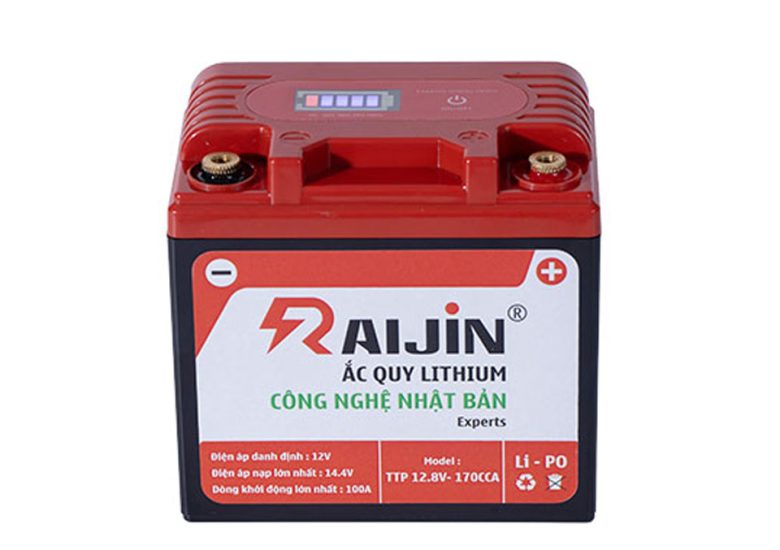 RAIJIN®
ẮC QUY LITHIUM
CÔNG NGHỆ NHẬT BẢN
Experts
Điện áp danh định : 12V
Điện áp nạp lớn nhất : 14.4V
Dòng khởi động lớn nhất : 100A
Model :
TTP 12.8V- 170CCA
Li - PO